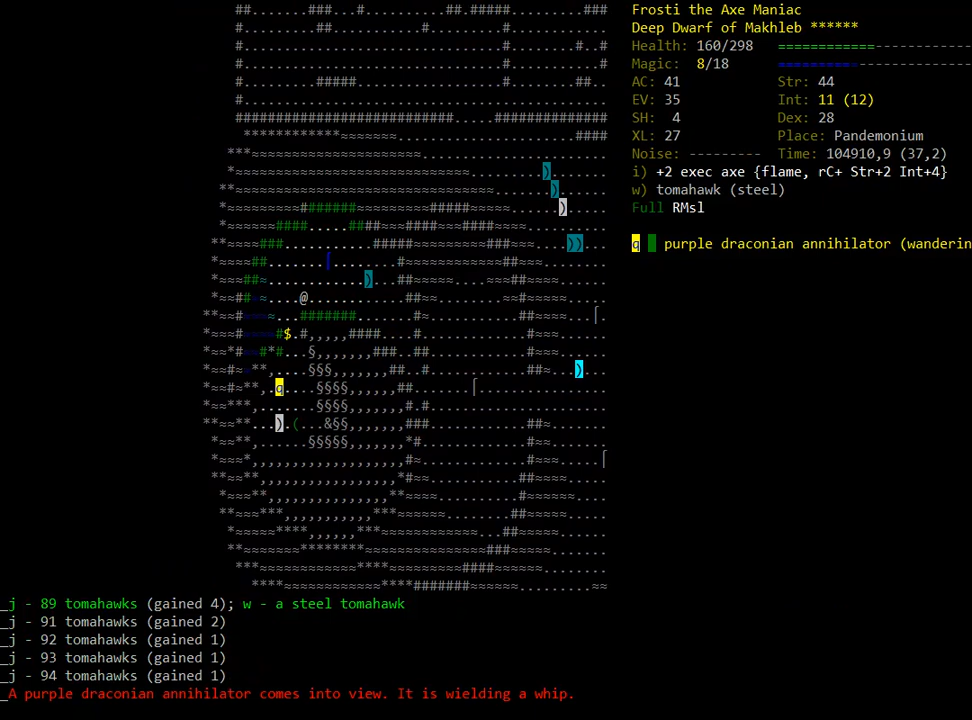 Frosti the Axe Maniac
Deep Dwarf of Makhleb ******
Health: 160/298
Magic: 8/18
AC: 41 Str: 44
EV: 35 Int: 11 (12)
SH: 4 Dex: 28
XL: 27 Place: Pandemonium
Noise: --------- Time: 104910,9 (37,2)
i) +2 exec axe {flame, rC+ Str+2 Int+4}
w) tomahawk (steel)
Full RMsl
q purple draconian annihilator (wanderin
_j - 89 tomahawks (gained 4); w - a steel tomahawk
_j - 91 tomahawks (gained 2)
_j - 92 tomahawks (gained 1)
_j - 93 tomahawks (gained 1)
_j - 94 tomahawks (gained 1)
_A purple draconian annihilator comes into view. It is wielding a whip.